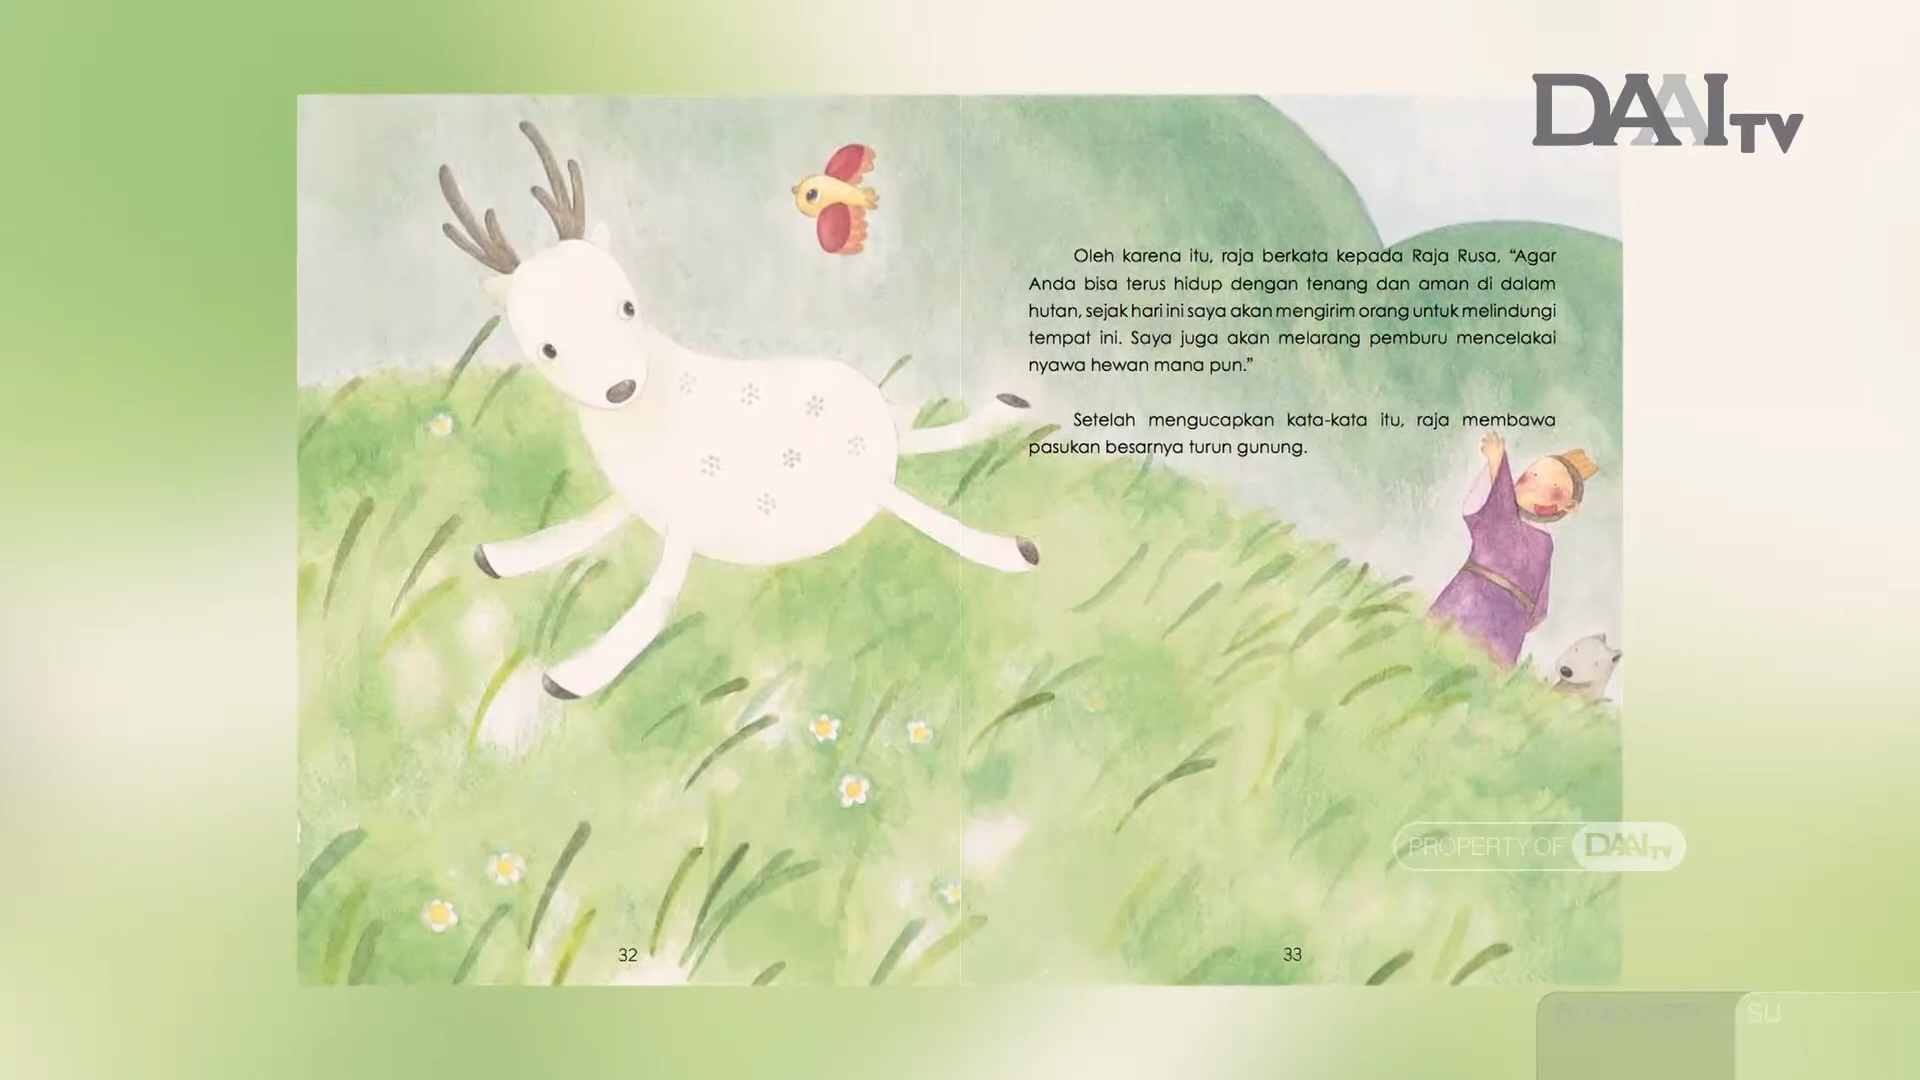 DAAI TV
Oleh karena itu, raja berkata kepada Raja Rusa, “Agar
Anda bisa terus hidup dengan tenang dan aman di dalam
hutan, sejak hari ini saya akan mengirim orang untuk melindungi
tempat ini. Saya juga akan melarang pemburu mencelakai
nyawa hewan mana pun.”
Setelah mengucapkan kata-kata itu, raja membawa
pasukan besarnya turun gunung.
PROPERTY OF DAAI TV
32
33
SU